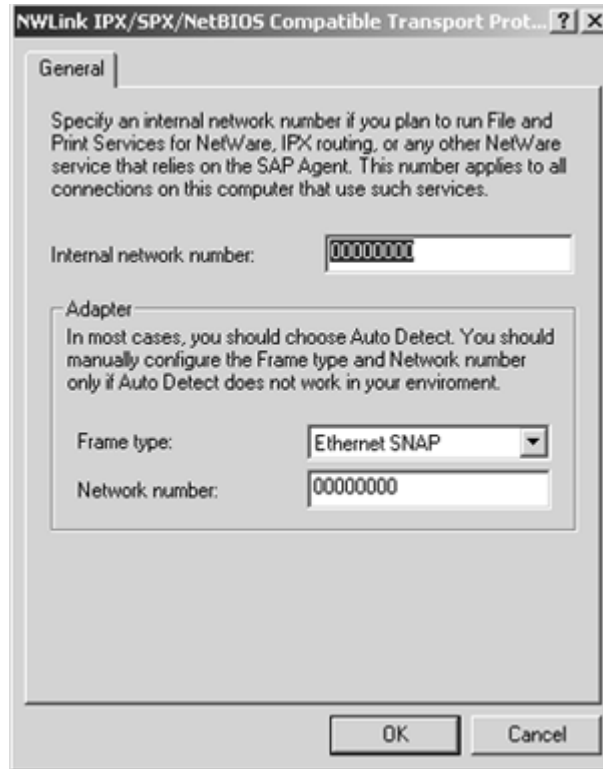 NWLink IPX/SPX/NetBIOS Compatible Transport Prot... ? X
General
Specify an internal network number if you plan to run File and
Print Services for NetWare, IPX routing, or any other NetWare
service that relies on the SAP Agent. This number applies to all
connections on this computer that use such services.
Internal network number: 00000000
Adapter
In most cases, you should choose Auto Detect. You should
manually configure the Frame type and Network number
only if Auto Detect does not work in your enviroment.
Frame type: Ethernet SNAP
Network number: 00000000
OK Cancel